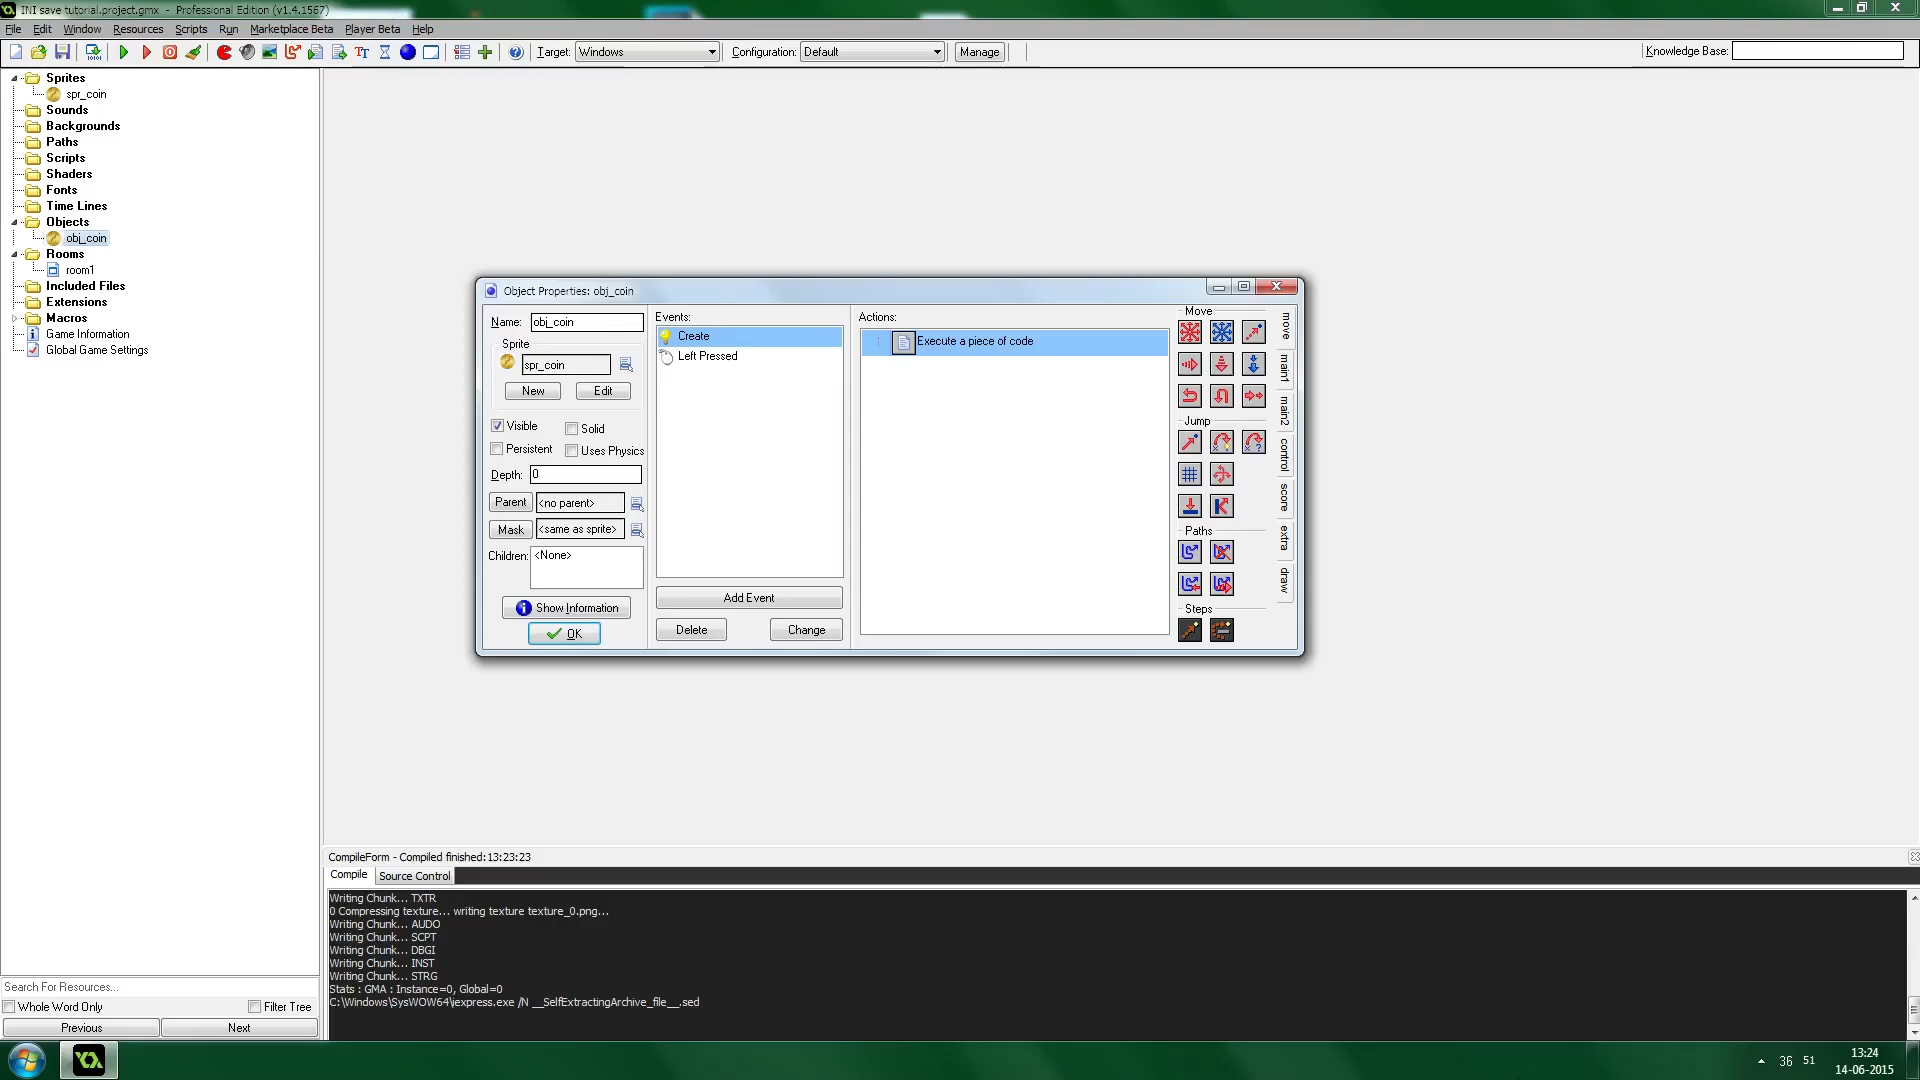 INI save tutorial.project.gmx - Professional Edition (v1.4.1567)
File Edit Window Resources Scripts Run Marketplace Beta Player Beta Help
Target: Windows Configuration: Default Manage Knowledge Base:
Sprites
spr_coin
Sounds
Backgrounds
Paths
Scripts
Shaders
Fonts
Time Lines
Objects
obj_coin
Rooms
room1
Included Files
Extensions
Macros
Game Information
Global Game Settings
Object Properties: obj_coin
Name: obj_coin
Sprite
spr_coin
New Edit
Visible Solid
Persistent Uses Physics
Depth: 0
Parent <no parent>
Mask <same as sprite>
Children: <None>
Show Information
OK
Events:
Create
Left Pressed
Add Event
Delete Change
Actions:
1 Execute a piece of code
Move
Jump
Paths
Steps
move
main1
main2
control
score
extra
draw
CompileForm - Compiled finished:13:23:23
Compile Source Control
Writing Chunk... TXTR
0 Compressing texture... writing texture texture_0.png...
Writing Chunk... AUDO
Writing Chunk... SCPT
Writing Chunk... DBGI
Writing Chunk... INST
Writing Chunk... STRG
Stats : GMA : Instance=0, Global=0
C:\Windows\SysWOW64\iexpress.exe /N __SelfExtractingArchive_file__.sed
Search For Resources...
Whole Word Only Filter Tree
Previous Next
36 51
13:24
14-06-2015